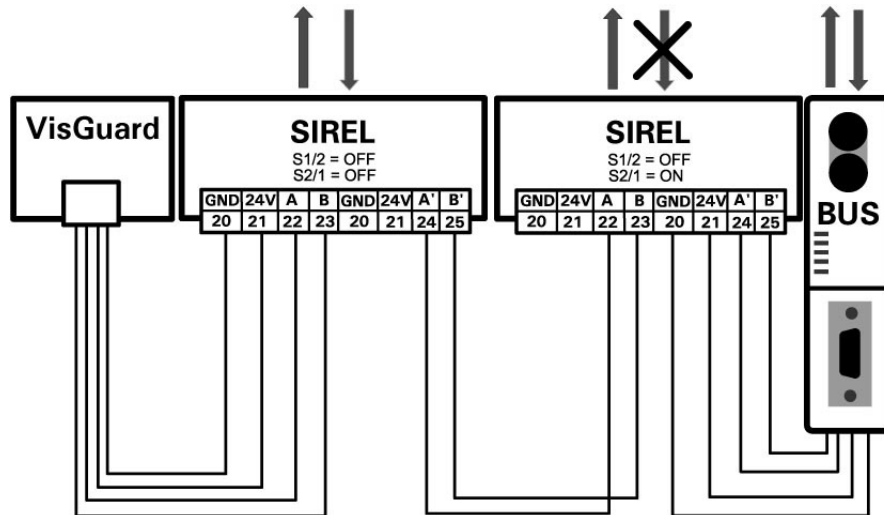 VisGuard
SIREL
S1/2 = OFF
S2/1 = OFF
GND 24V A B GND 24V A' B'
20 21 22 23 20 21 24 25
SIREL
S1/2 = OFF
S2/1 = ON
GND 24V A B GND 24V A' B'
20 21 22 23 20 21 24 25
BUS